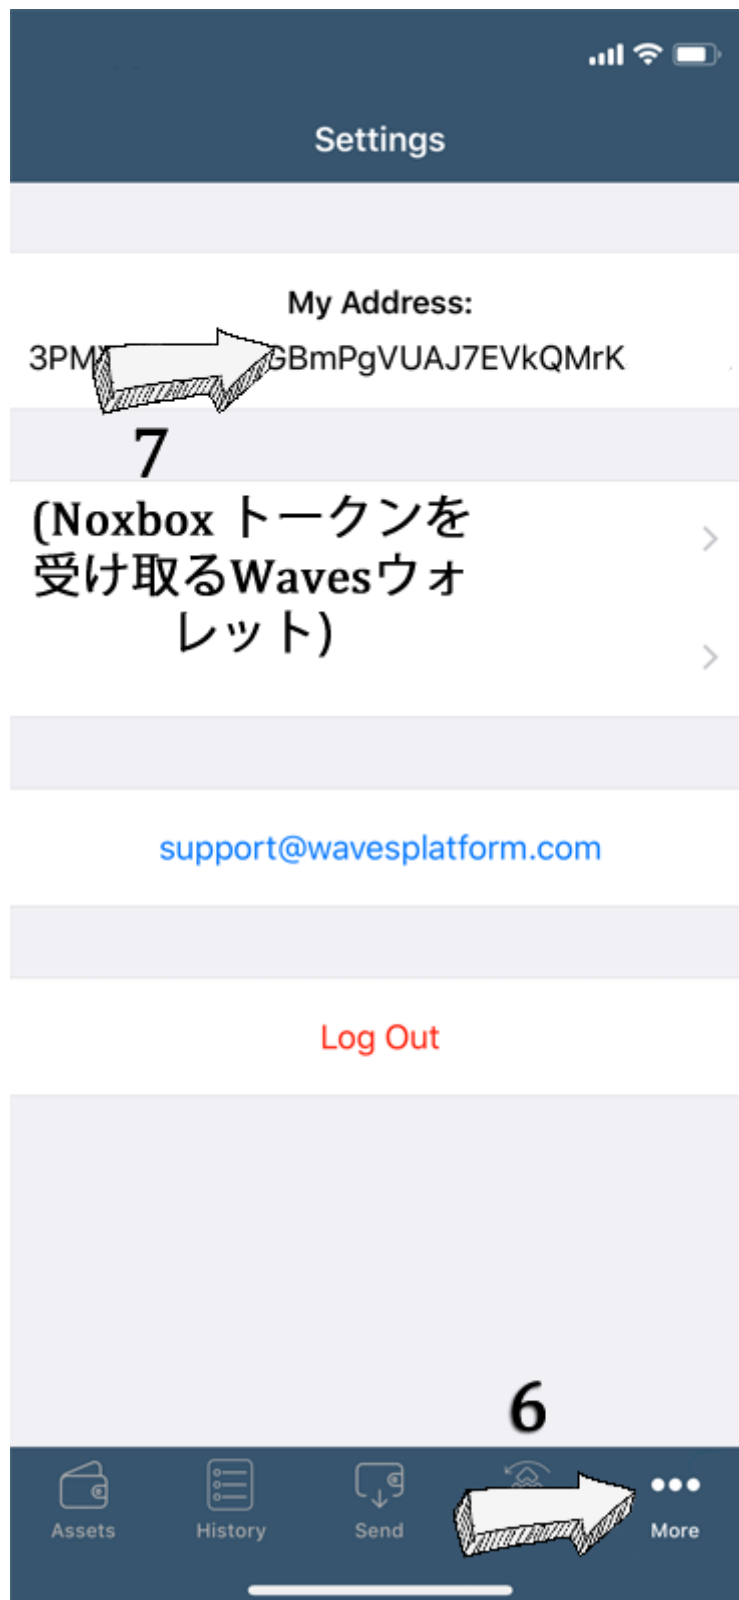 Settings
My Address:
3PM GBmPgVUAJ7EVkQMrK
7
(Noxbox トークンを
受け取るWavesウォ
レット)
support@wavesplatform.com
Log Out
6
Assets
History
Send
More